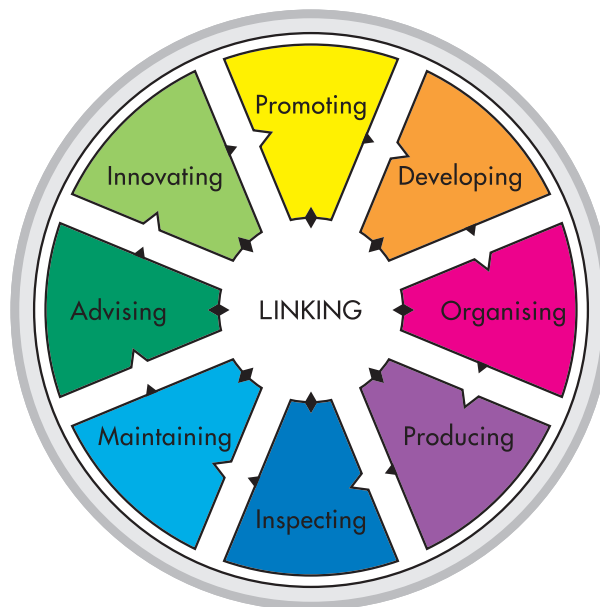 Promoting
Innovating
Developing
Advising
LINKING
Organising
Maintaining
Producing
Inspecting